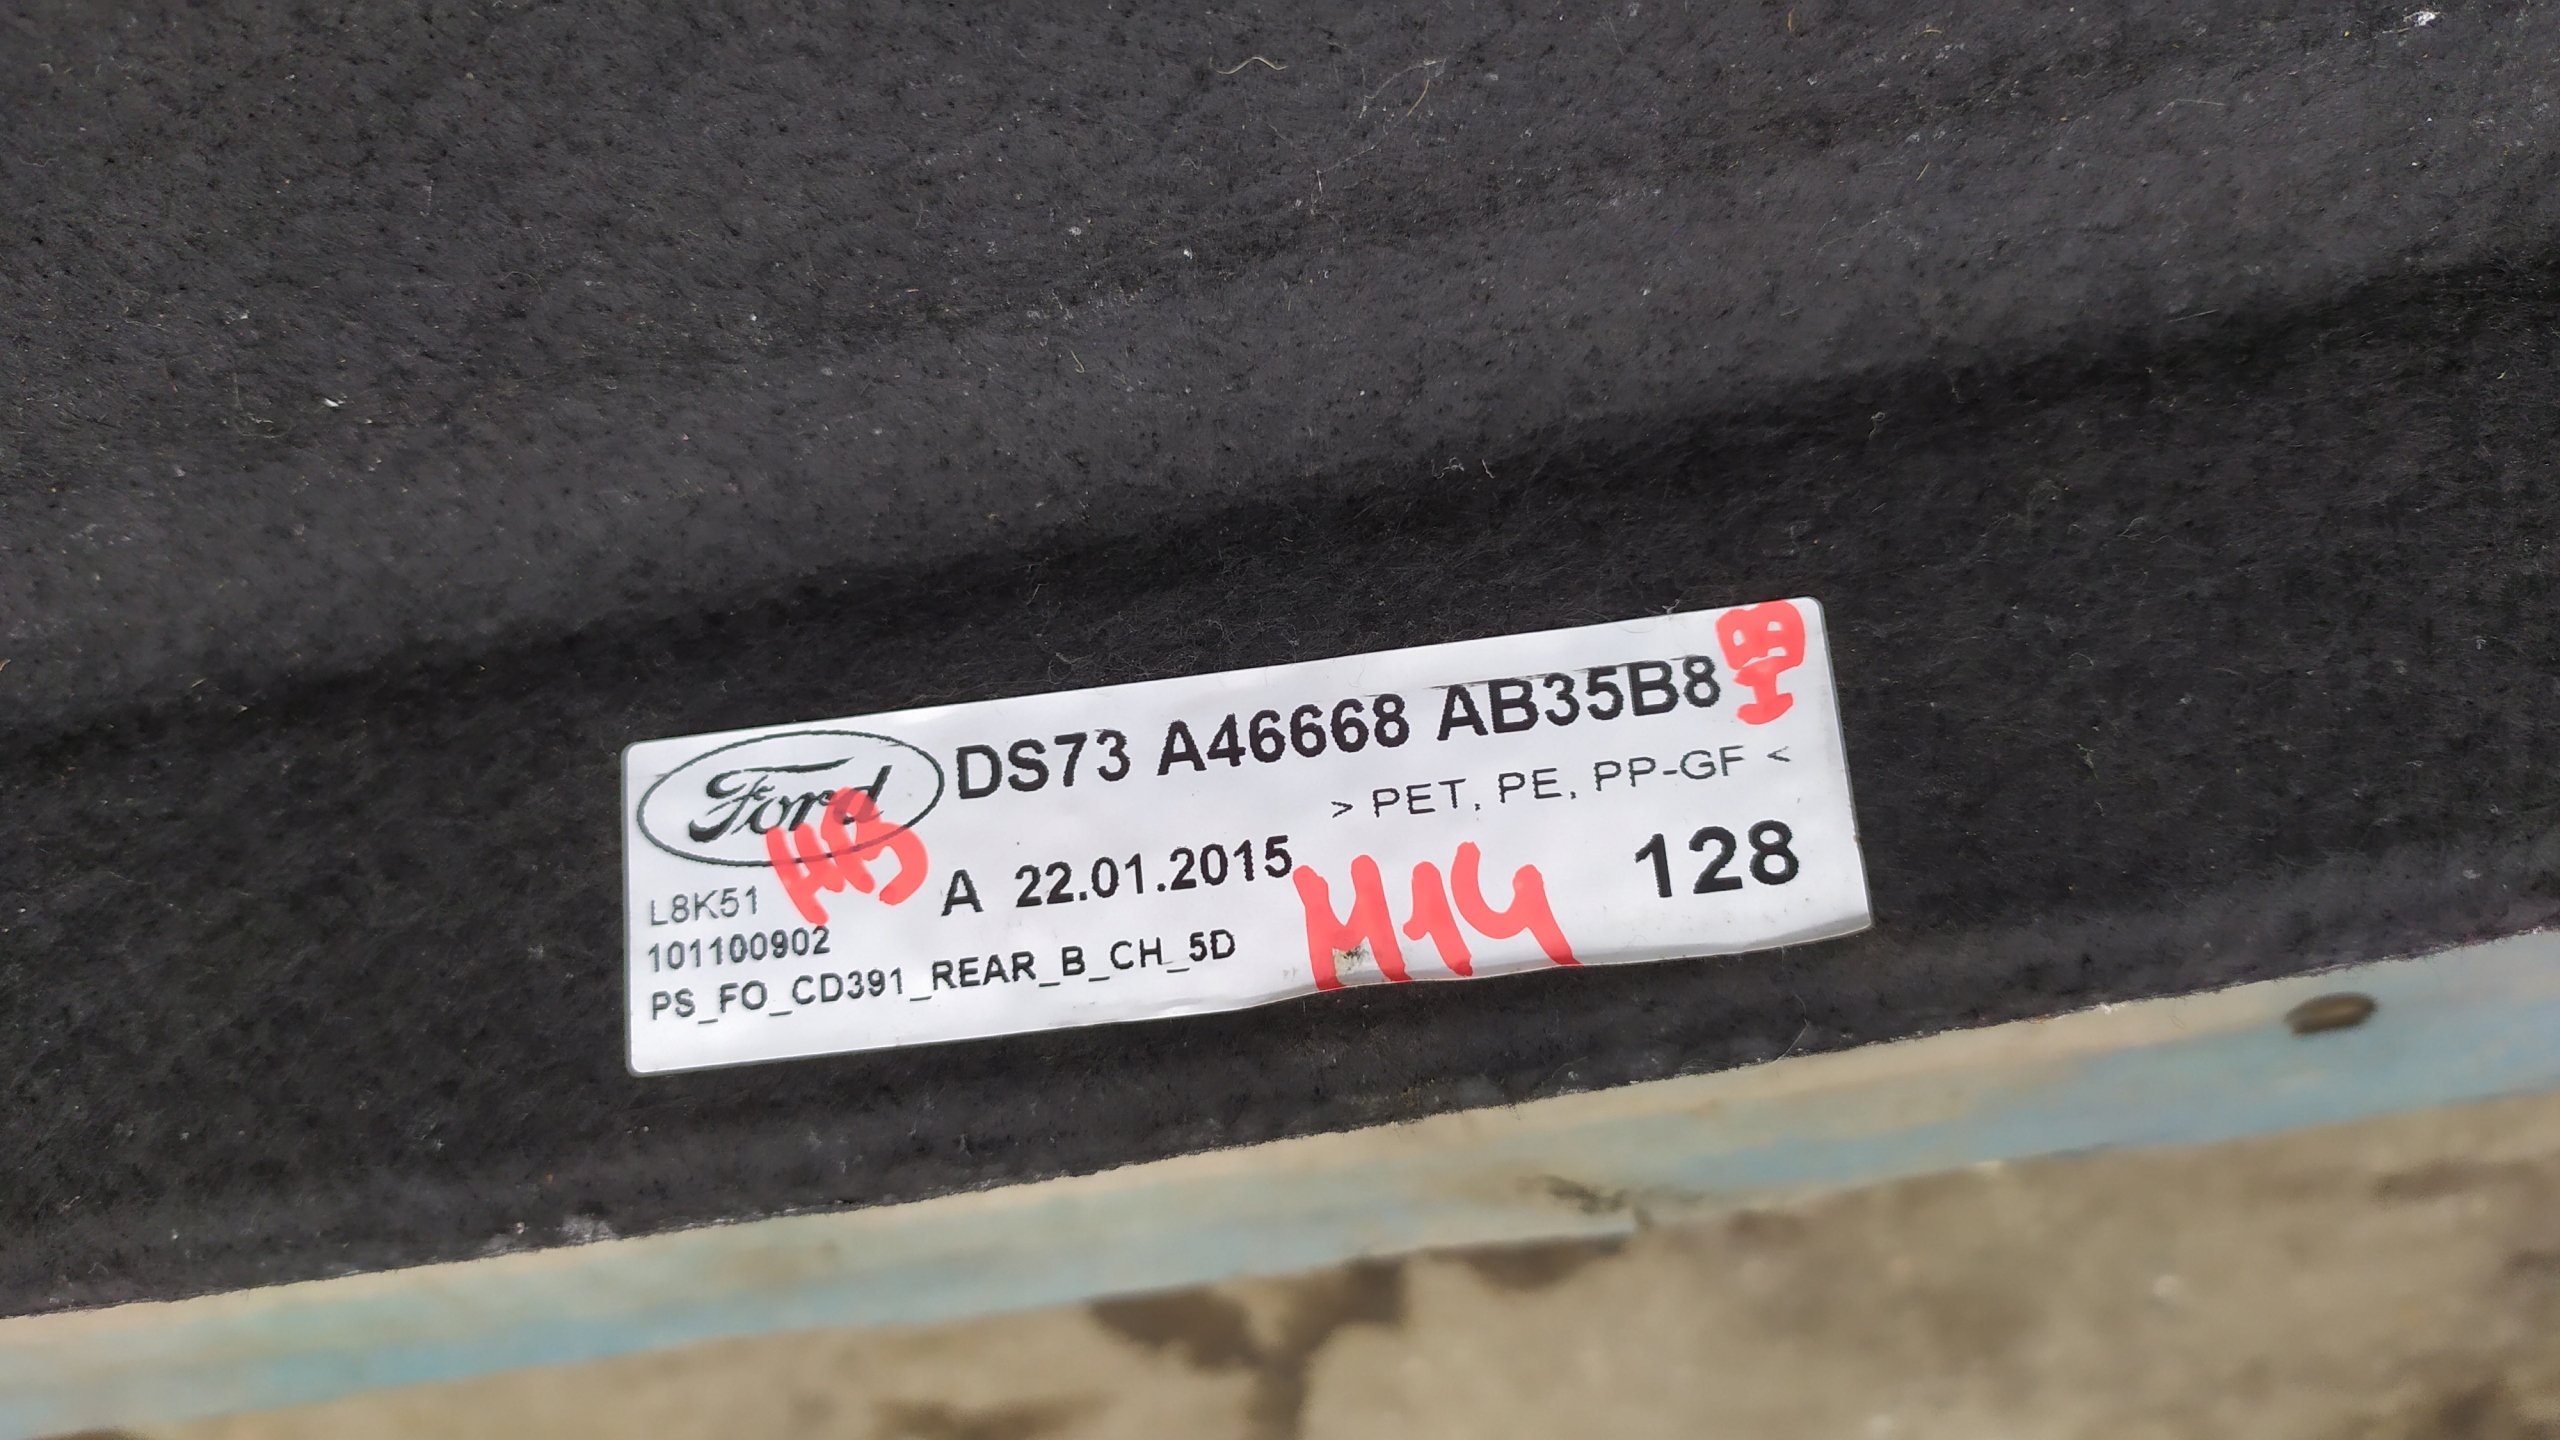 Ford DS73 A46668 AB35B8
> PET, PE, PP-GF <
A 22.01.2015 128
L8K51
101100902
PS_FO_CD391_REAR_B_CH_5D
M14